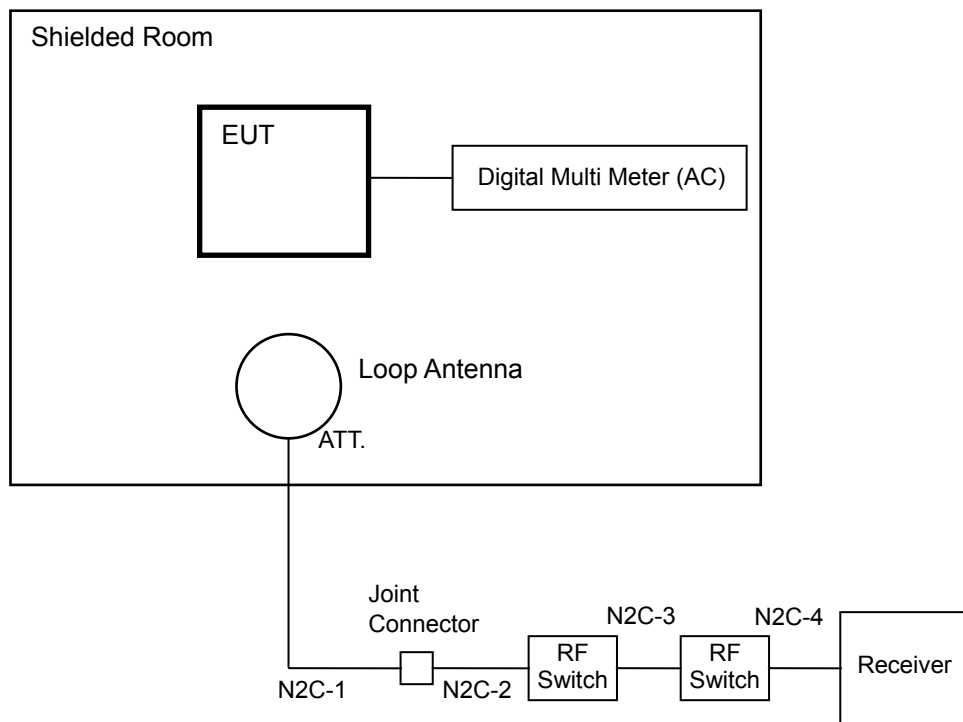 Shielded Room
EUT
Digital Multi Meter (AC)
Loop Antenna
ATT.
Joint
Connector
N2C-1
N2C-2
RF
Switch
N2C-3
RF
Switch
N2C-4
Receiver